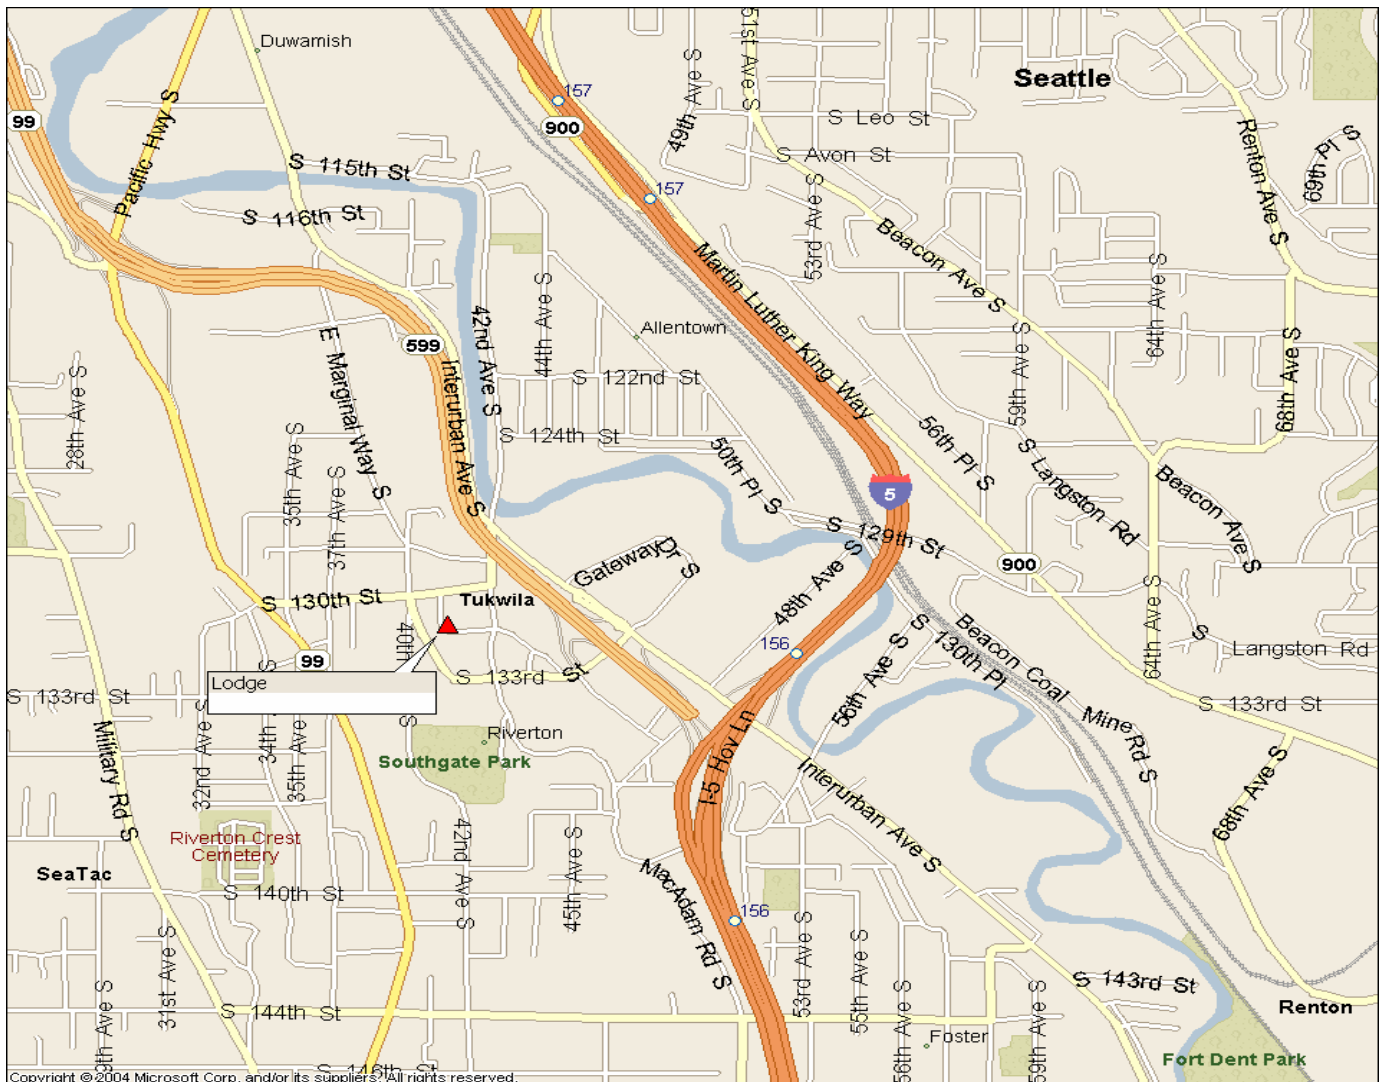 Duwamish
Seattle
157
900
99
Pacific Hwy S
51st Ave S
49th Ave S
S Leo St
S Avon St
Renton Ave S
69th Pl S
S 115th St
157
S 116th St
53rd Ave S
Beacon Ave S
Martin Luther King Way
64th Ave S
42nd Ave S
44th Ave S
Allentown
599
E Marginal Way S
Interurban Ave S
S 122nd St
59th Ave S
68th Ave S
28th Ave S
S 124th St
50th Pl S
56th Pl S
S Langston Rd
Beacon Ave S
35th Ave S
37th Ave S
5
S 129th St
Gateway Dr S
48th Ave S
900
S 130th St
Tukwila
64th Ave S
S 130th Pl
Beacon Coal Mine Rd S
S Langston Rd
40th
156
99
S 133rd St
Lodge
S 133rd St
56th Ave S
S 133rd St
Military Rd S
32nd Ave S
34th Ave S
35th Ave S
Riverton
Southgate Park
I-5 Hov Ln
Interurban Ave S
68th Ave S
Riverton Crest
Cemetery
42nd Ave S
45th Ave S
SeaTac
S 140th St
MacAdam Rd S
156
31st Ave S
53rd Ave S
55th Ave S
S 143rd St
9th Ave S
56th Ave S
59th Ave S
S 144th St
Renton
Foster
Fort Dent Park
S 146th St
Copyright © 2004 Microsoft Corp. and/or its suppliers. All rights reserved.